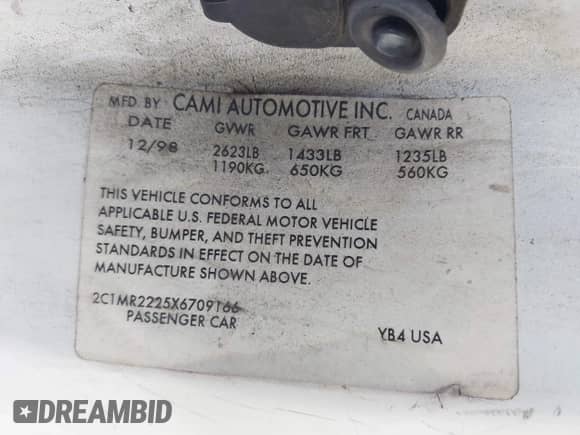 MFD. BY CAMI AUTOMOTIVE INC. CANADA
DATE GVWR GAWR FRT GAWR RR
12/98 2623LB 1433LB 1235LB
1190KG 650KG 560KG
THIS VEHICLE CONFORMS TO ALL
APPLICABLE U.S. FEDERAL MOTOR VEHICLE
SAFETY, BUMPER, AND THEFT PREVENTION
STANDARDS IN EFFECT ON THE DATE OF
MANUFACTURE SHOWN ABOVE.
2C1MR2225X6709166
PASSENGER CAR YB4 USA
DREAMBID